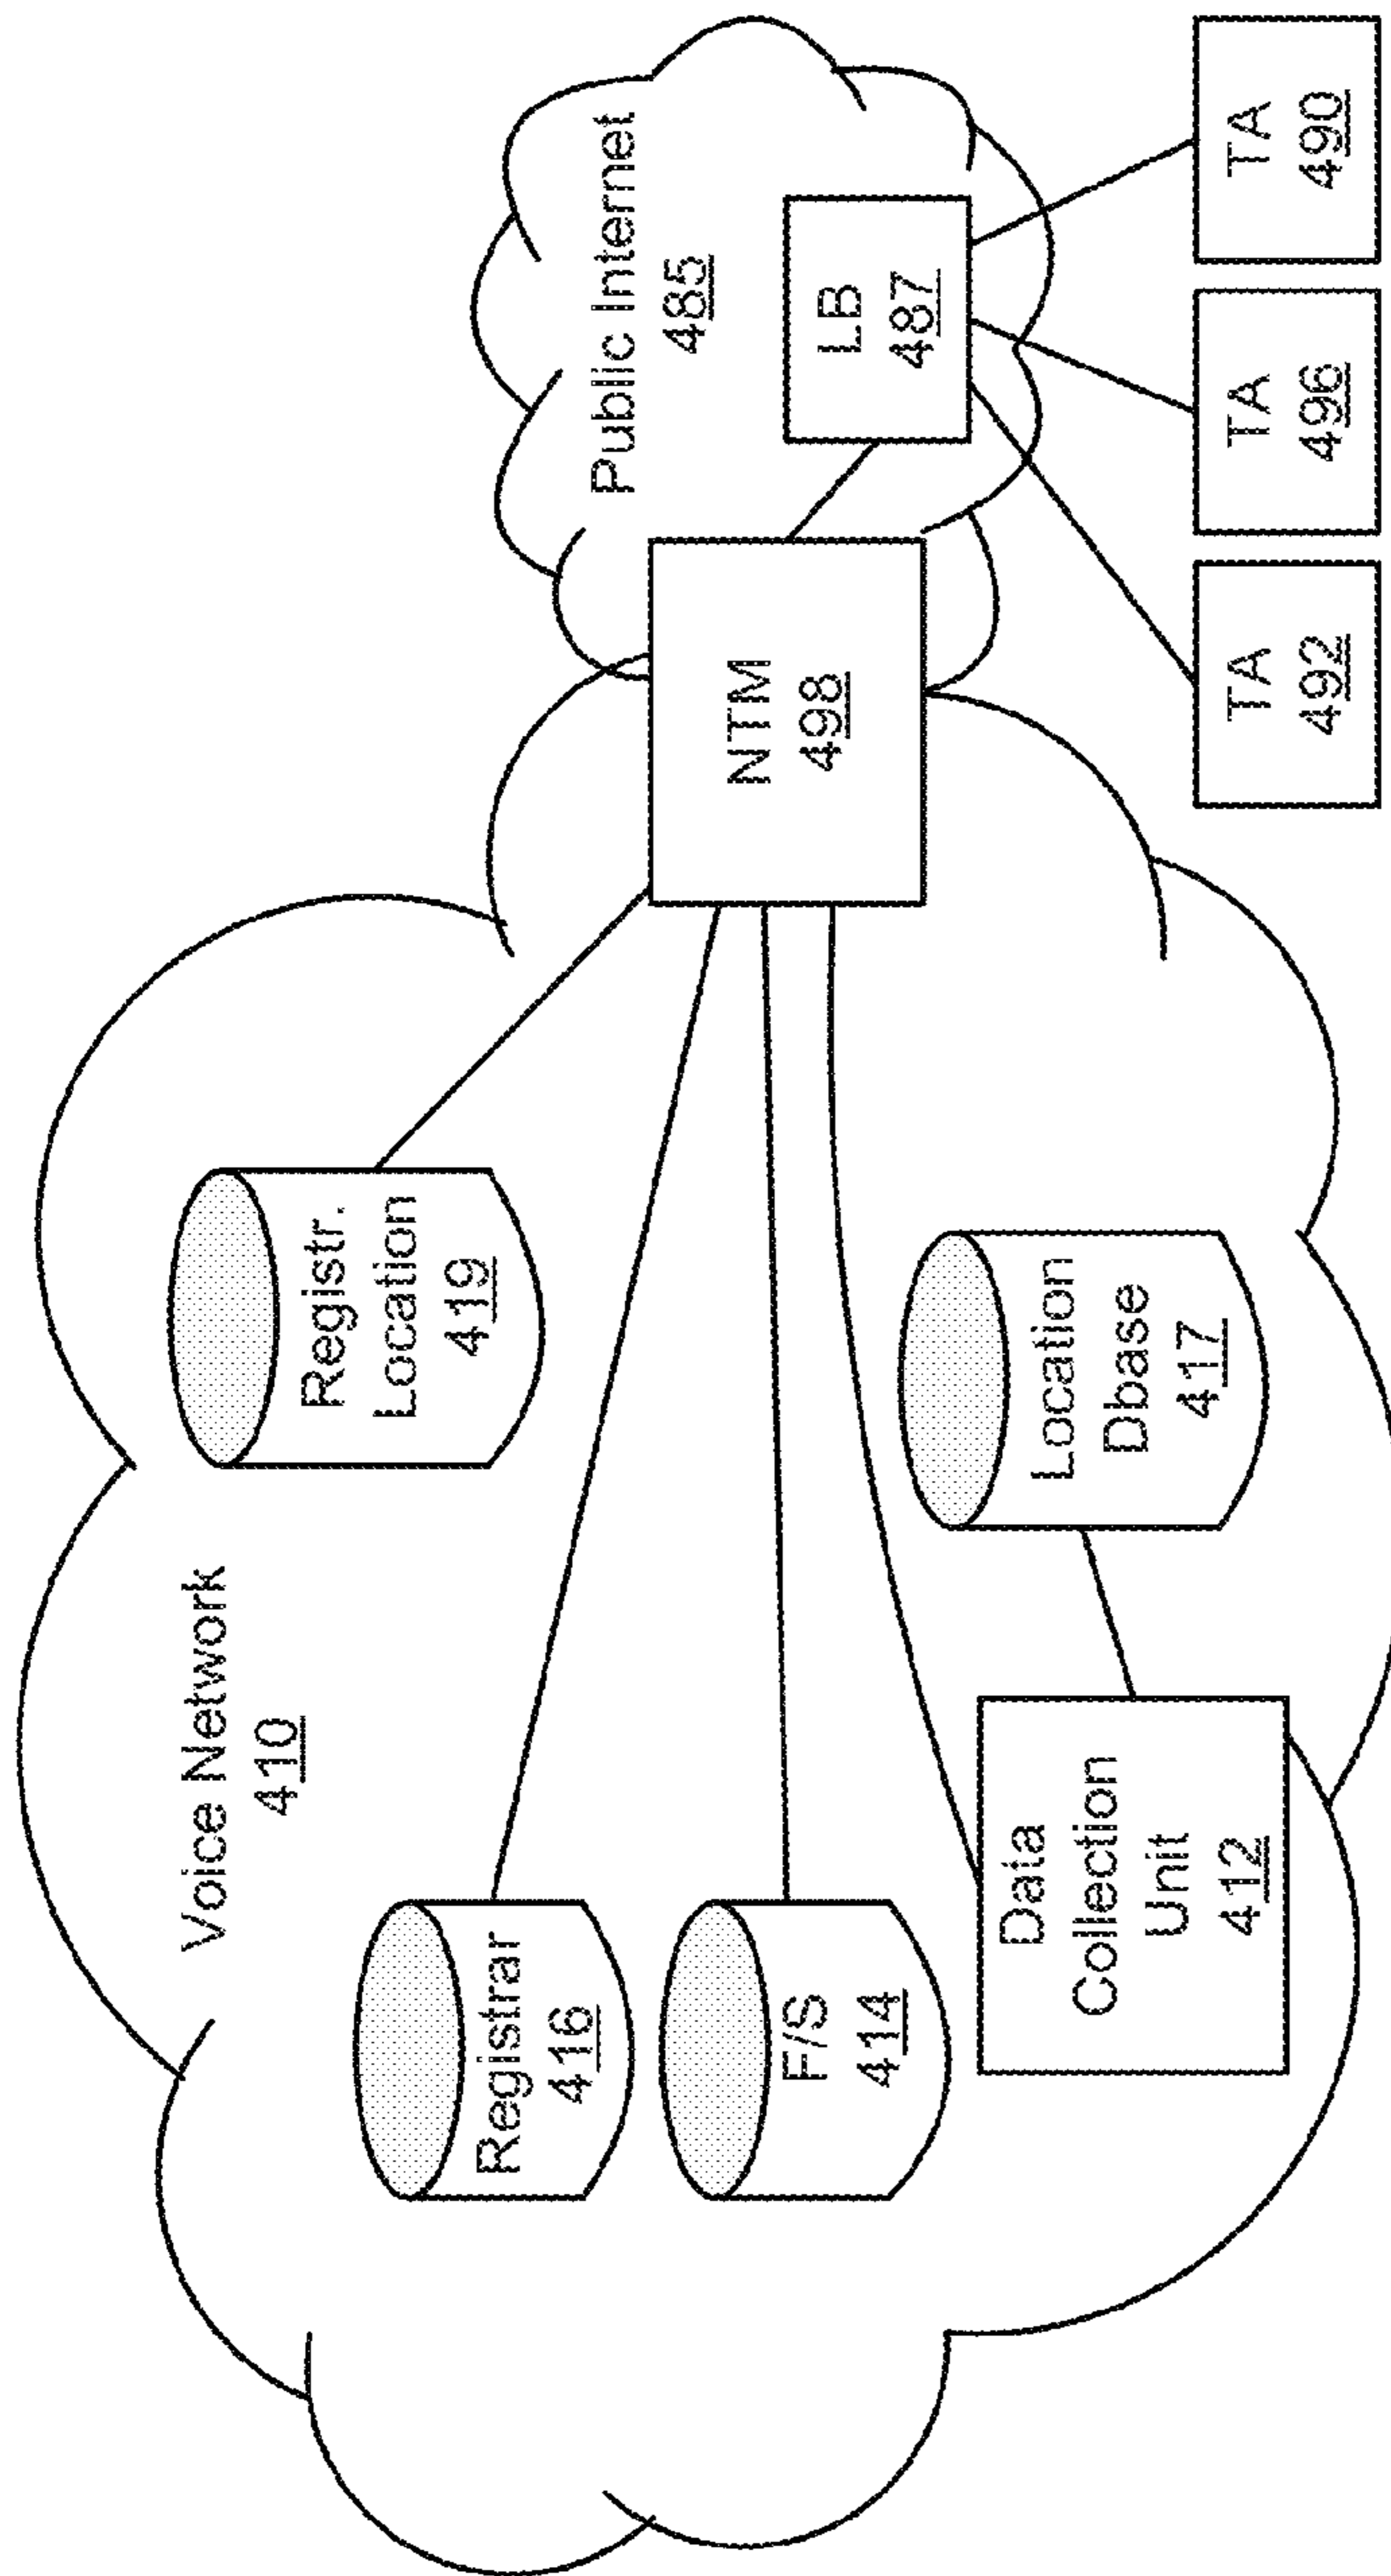 Voice Network
410
Registr.
Location
419
Registrar
416
F/S
414
Data
Collection
Unit
412
Location
Dbase
417
NTM
498
Public Internet
485
LB
487
TA
492
TA
496
TA
490